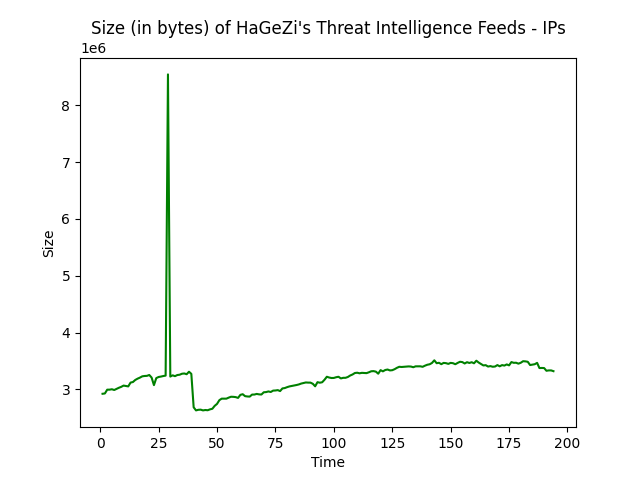 Size (in bytes) of HaGeZi's Threat Intelligence Feeds - IPs
1e6
8
7
6
5
4
3
Size
0 25 50 75 100 125 150 175 200
Time